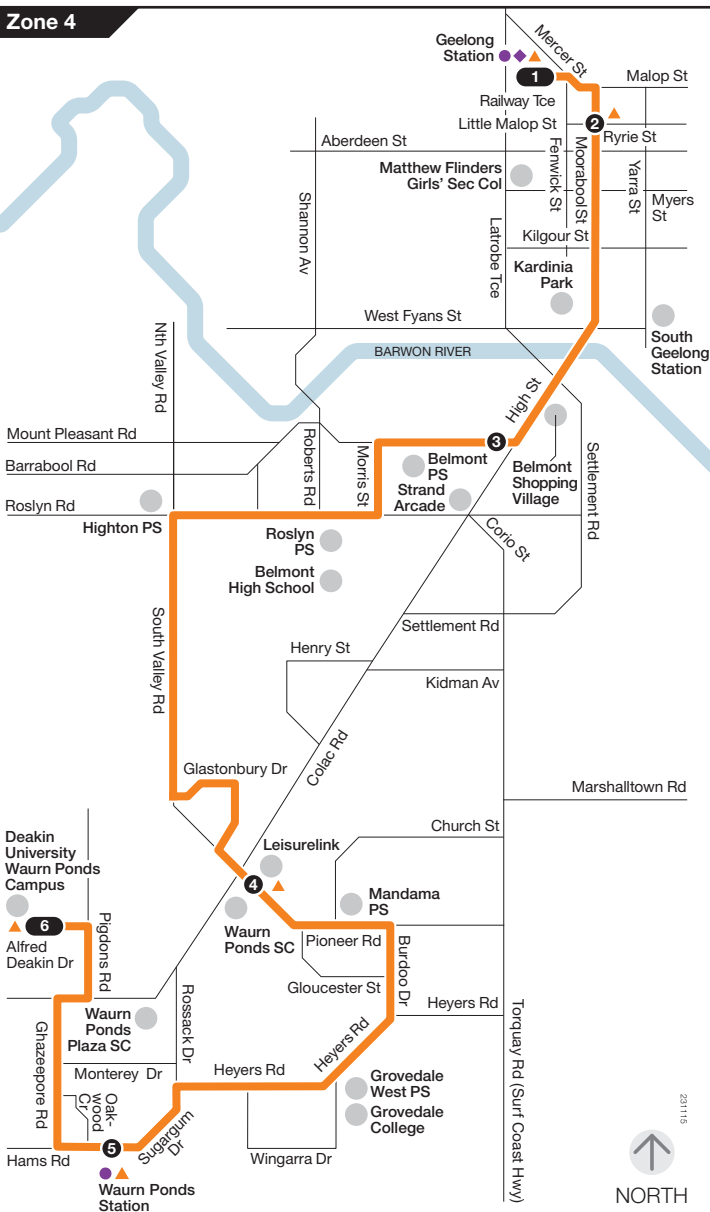 Zone 4
Mercer St
Geelong
Station
1
Malop St
Railway Tce
Little Malop St
2
Ryrie St
Aberdeen St
Matthew Flinders
Girls' Sec Col
Fenwick St
Moorabool St
Yarra St
Myers
St
Shannon Av
Latrobe Tce
Kilgour St
Kardinia
Park
West Fyans St
South
Geelong
Station
Nth Valley Rd
BARWON RIVER
High St
Mount Pleasant Rd
3
Barrabool Rd
Roberts Rd
Morris St
Belmont
PS
Strand
Arcade
Belmont
Shopping
Village
Settlement Rd
Roslyn Rd
Highton PS
Roslyn
PS
Corio St
Belmont
High School
South Valley Rd
Settlement Rd
Henry St
Kidman Av
Colac Rd
Glastonbury Dr
Marshalltown Rd
Church St
Deakin
University
Waurn Ponds
Campus
Leisurelink
4
Mandama
PS
6
Waurn
Ponds SC
Alfred
Deakin Dr
Pigdons Rd
Pioneer Rd
Burdoo Dr
Gloucester St
Heyers Rd
Torquay Rd (Surf Coast Hwy)
Waurn
Ponds
Plaza SC
Rossack Dr
Ghazeepore Rd
Monterey Dr
Heyers Rd
Heyers Rd
Grovedale
West PS
Grovedale
College
Oak-
wood
Cr
Sugargum
Dr
5
Hams Rd
Wingarra Dr
Waurn Ponds
Station
231115
NORTH